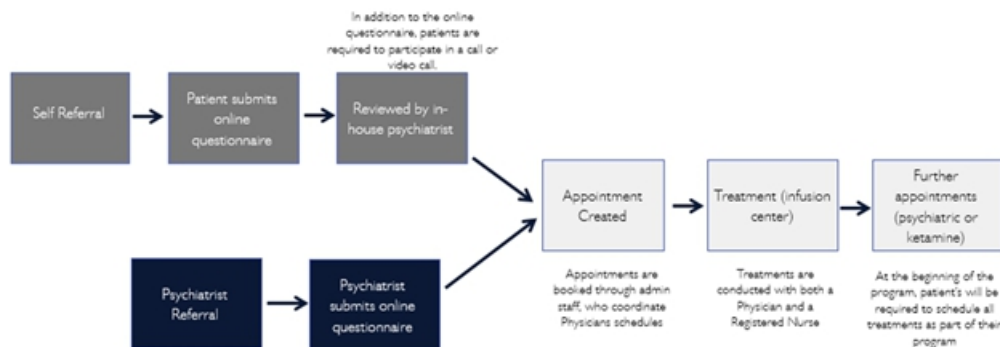 In addition to the online
questionnaire, patients are
required to participate in a call or
video call.
Self Referral
Patient submits
online
questionnaire
Reviewed by in-
house psychiatrist
Psychiatrist
Referral
Psychiatrist
submits online
questionnaire
Appointment
Created
Appointments are
booked through admin
staff, who coordinate
Physicians schedules
Treatment (infusion
center)
Treatments are
conducted with both a
Physician and a
Registered Nurse
Further
appointments
(psychiatric or
ketamine)
At the beginning of the
program, patient's will be
required to schedule all
treatments as part of their
program